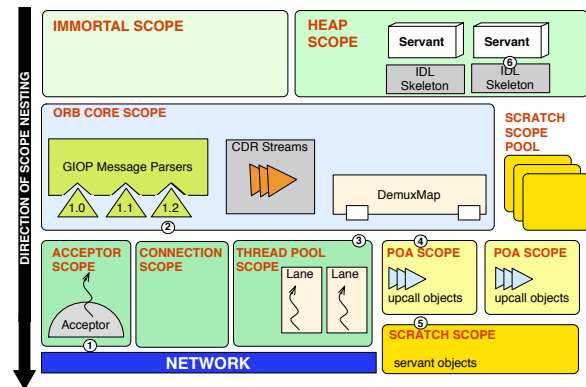 DIRECTION OF SCOPE NESTING
IMMORTAL SCOPE
HEAP
SCOPE
Servant
Servant
6
IDL
Skeleton
IDL
Skeleton
ORB CORE SCOPE
GIOP Message Parsers
1.0
1.1
1.2
2
CDR Streams
DemuxMap
SCRATCH
SCOPE
POOL
ACCEPTOR
SCOPE
Acceptor
1
CONNECTION
SCOPE
THREAD POOL
SCOPE
3
Lane
Lane
4
POA SCOPE
upcall objects
POA SCOPE
upcall objects
5
SCRATCH SCOPE
servant objects
NETWORK